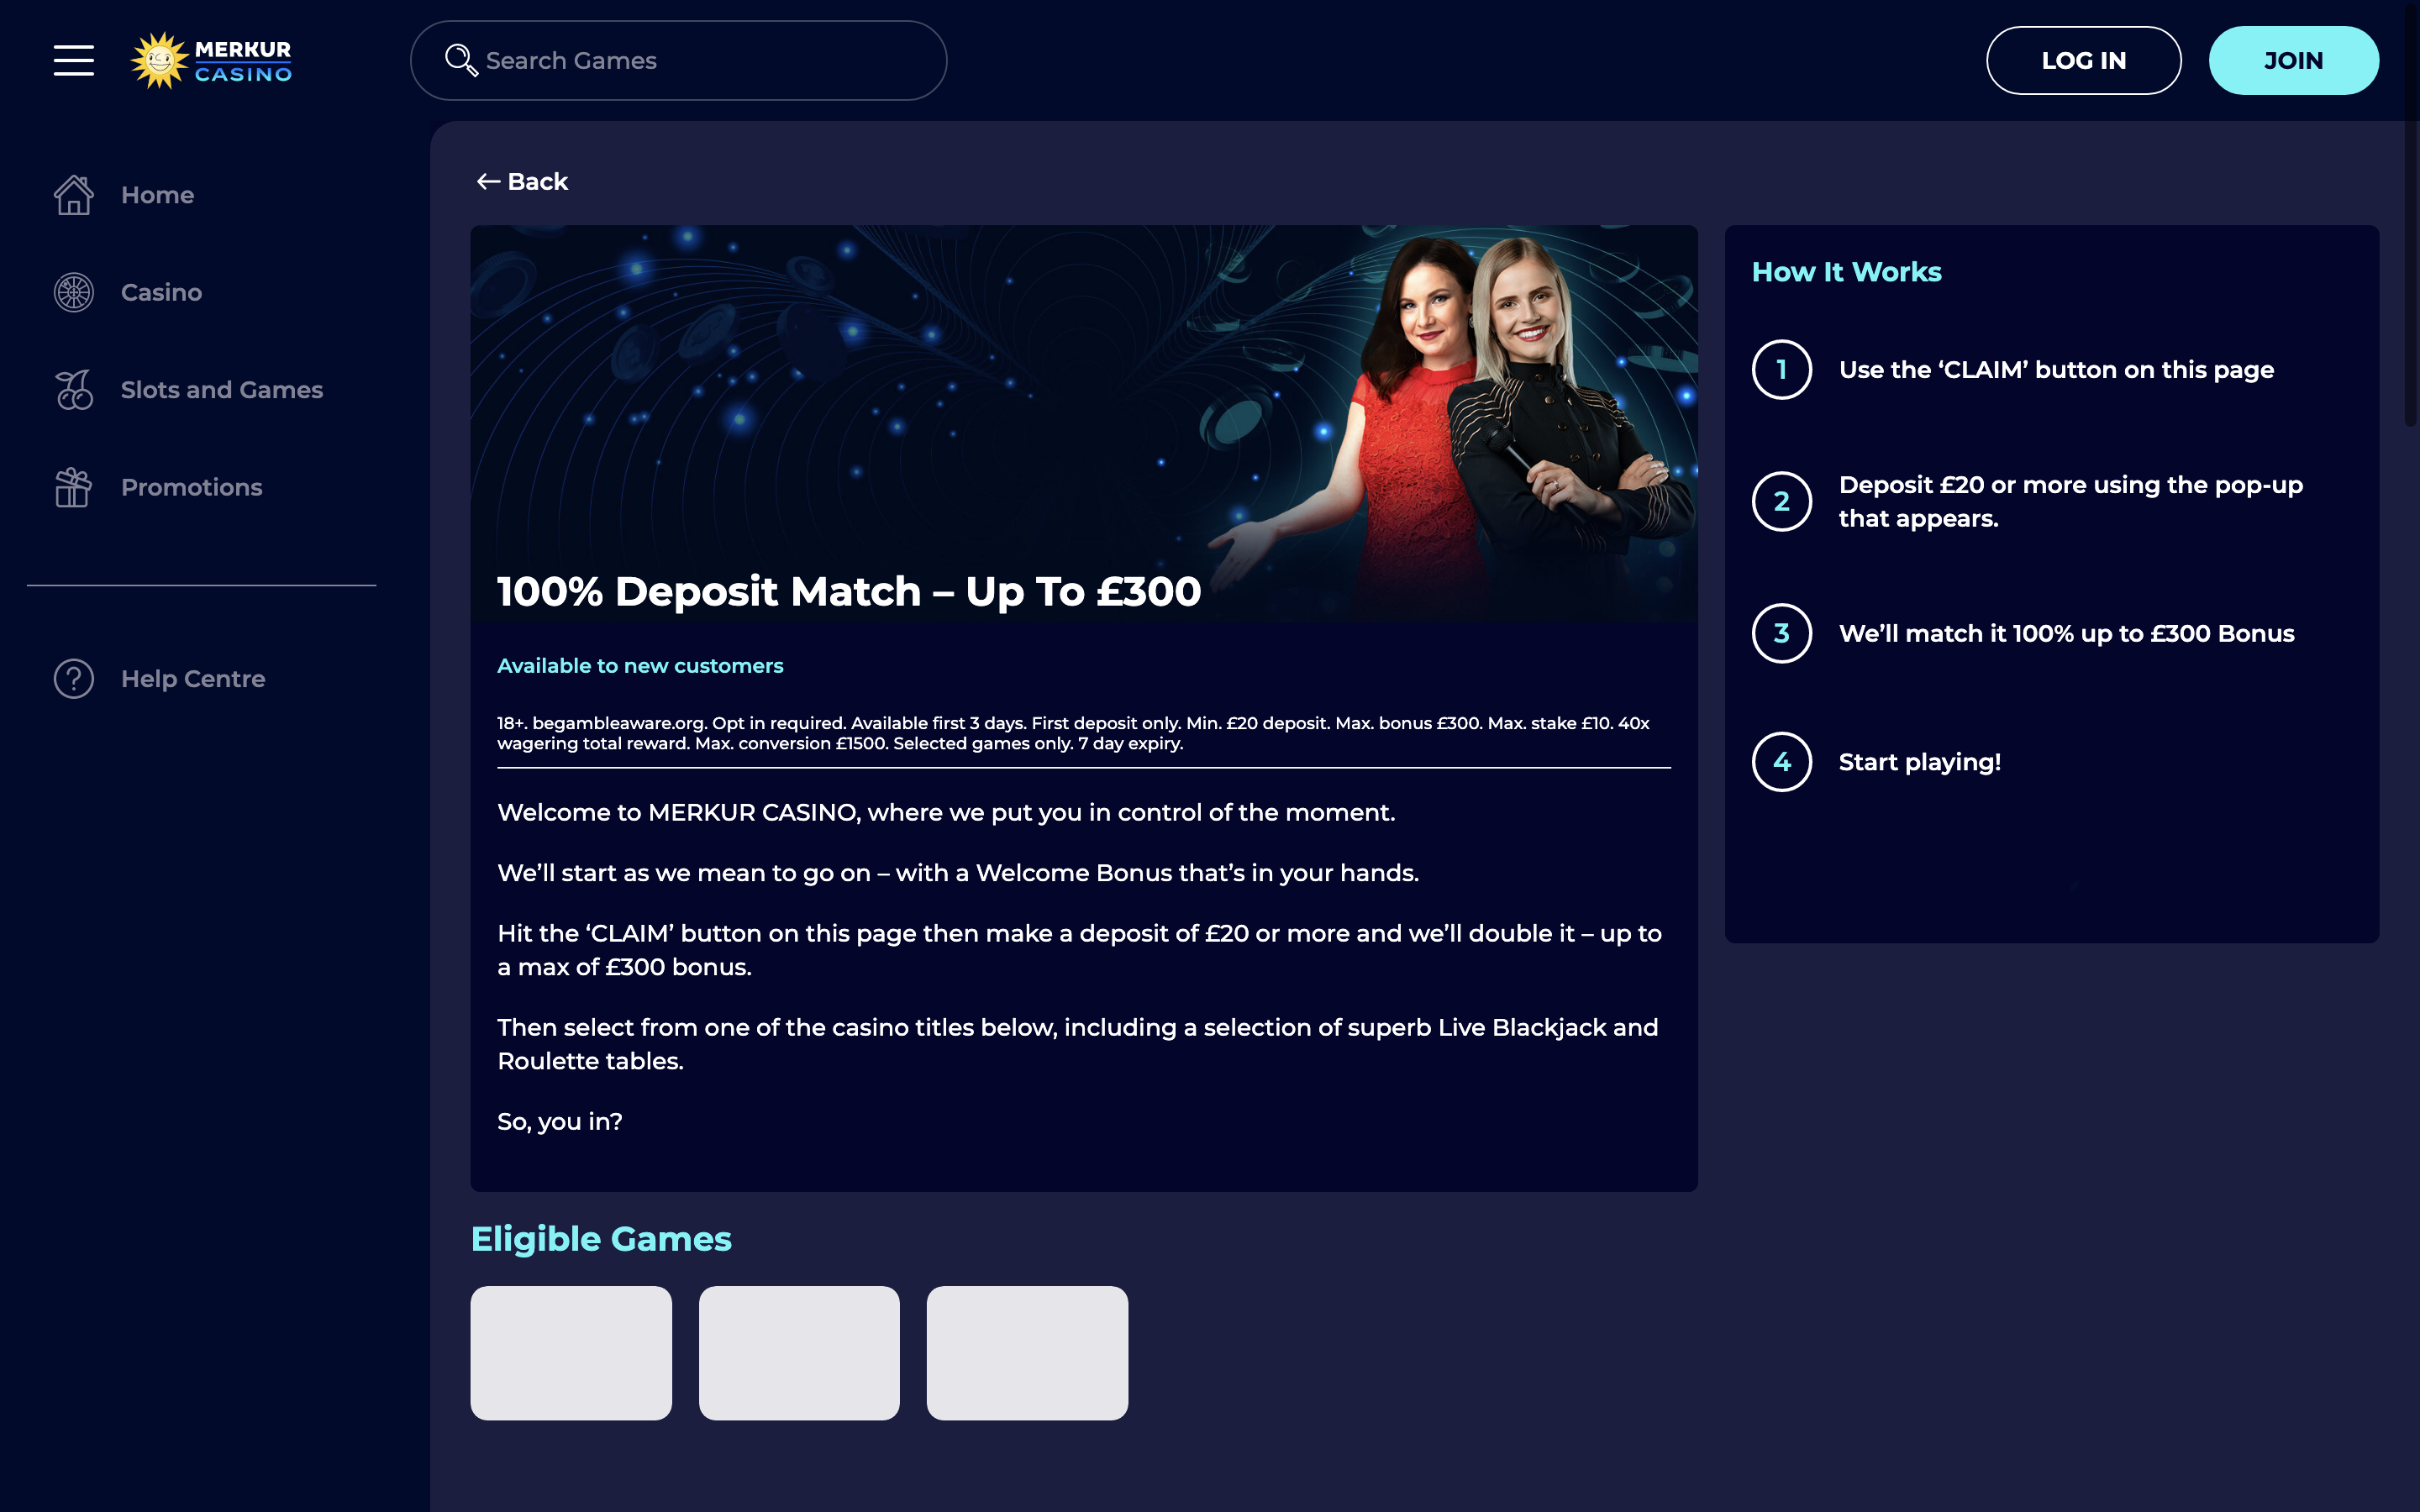 MERKUR
CASINO
Search Games
LOG IN
JOIN
Home
Casino
Slots and Games
Promotions
Help Centre
Back
100% Deposit Match – Up To £300
Available to new customers
18+. begambleaware.org. Opt in required. Available first 3 days. First deposit only. Min. £20 deposit. Max. bonus £300. Max. stake £10. 40x
wagering total reward. Max. conversion £1500. Selected games only. 7 day expiry.
Welcome to MERKUR CASINO, where we put you in control of the moment.
We’ll start as we mean to go on – with a Welcome Bonus that’s in your hands.
Hit the ‘CLAIM’ button on this page then make a deposit of £20 or more and we’ll double it – up to
a max of £300 bonus.
Then select from one of the casino titles below, including a selection of superb Live Blackjack and
Roulette tables.
So, you in?
How It Works
1
Use the ‘CLAIM’ button on this page
2
Deposit £20 or more using the pop-up
that appears.
3
We’ll match it 100% up to £300 Bonus
4
Start playing!
Eligible Games